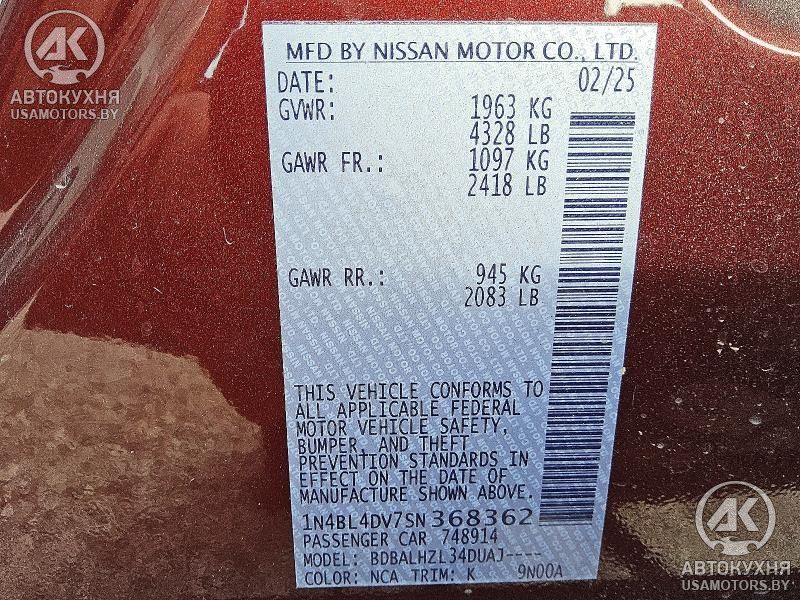 AK
АВТОКУХНЯ
USAMOTORS.BY
MFD BY NISSAN MOTOR CO., LTD.
DATE: 02/25
GVWR: 1963 KG
4328 LB
GAWR FR.: 1097 KG
2418 LB
GAWR RR.: 945 KG
2083 LB
THIS VEHICLE CONFORMS TO
ALL APPLICABLE FEDERAL
MOTOR VEHICLE SAFETY,
BUMPER, AND THEFT
PREVENTION STANDARDS IN
EFFECT ON THE DATE OF
MANUFACTURE SHOWN ABOVE.
1N4BL4DV7SN368362
PASSENGER CAR 748914
MODEL: BDBALHZL34DUAJ----
COLOR: NCA TRIM: K 9N00A
AK
АВТОКУХНЯ
USAMOTORS.BY